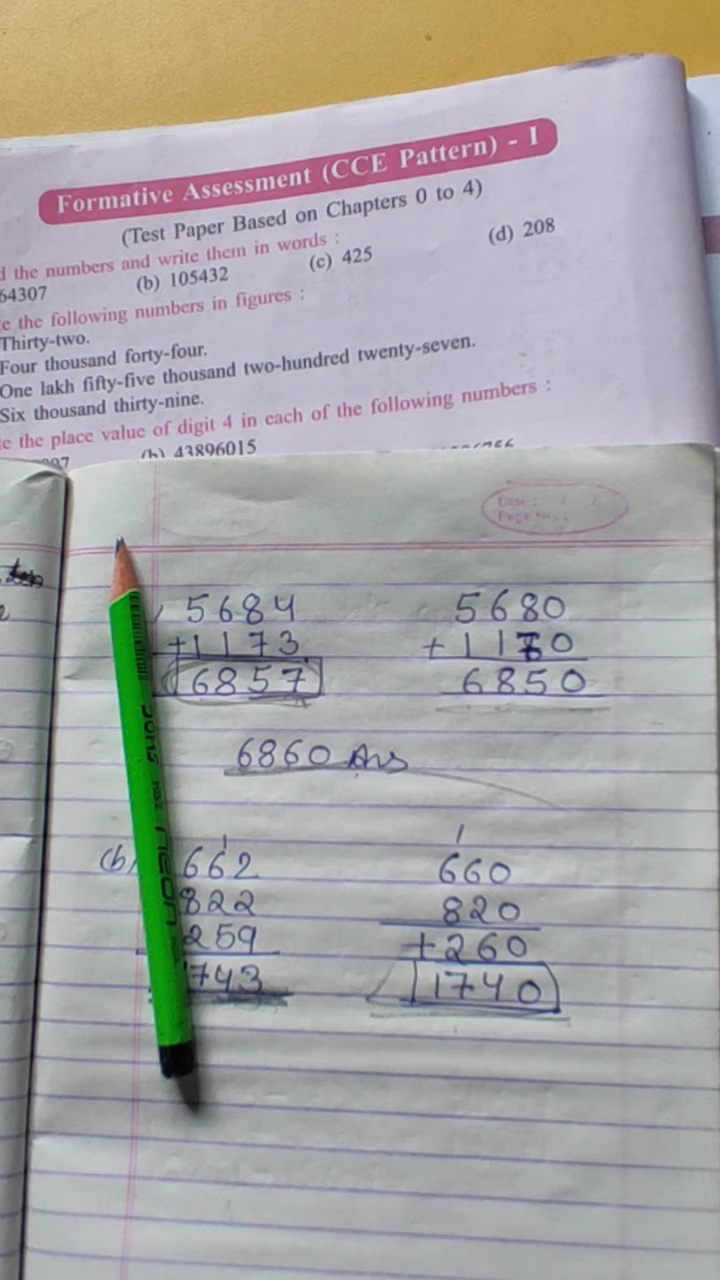 Formative Assessment (CCE Pattern) - I
(Test Paper Based on Chapters 0 to 4)
the numbers and write them in words :
64307 (b) 105432 (c) 425 (d) 208
the following numbers in figures :
Thirty-two.
Four thousand forty-four.
One lakh fifty-five thousand two-hundred twenty-seven.
Six thousand thirty-nine.
the place value of digit 4 in each of the following numbers :
(b) 43896015
5684 5680
+1173 +1170
6857 6850
6860 Ans
(b) 1 1
662 660
822 820
259 +260
1743 1740